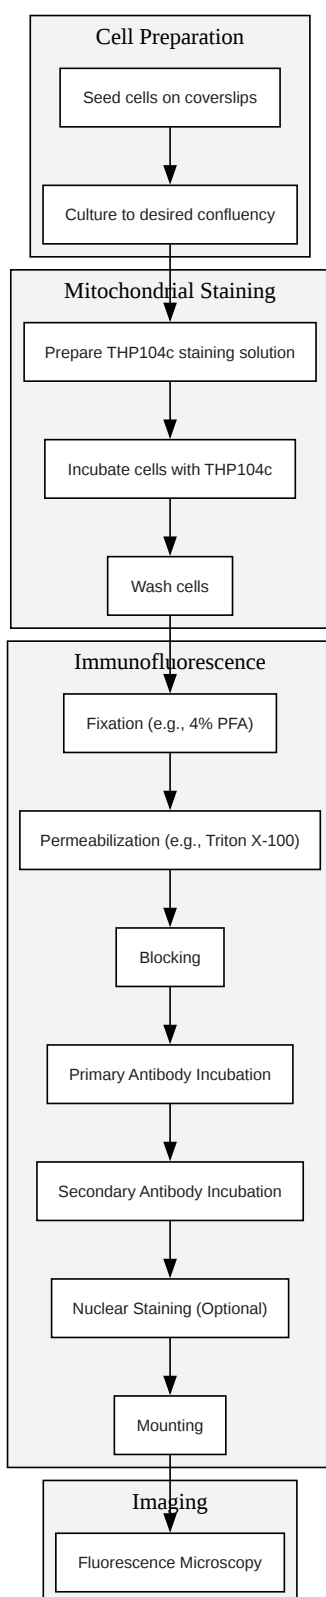 Cell Preparation
Seed cells on coverslips
Culture to desired confluency
Mitochondrial Staining
Prepare THP104c staining solution
Incubate cells with THP104c
Wash cells
Immunofluorescence
Fixation (e.g., 4% PFA)
Permeabilization (e.g., Triton X-100)
Blocking
Primary Antibody Incubation
Secondary Antibody Incubation
Nuclear Staining (Optional)
Mounting
Imaging
Fluorescence Microscopy